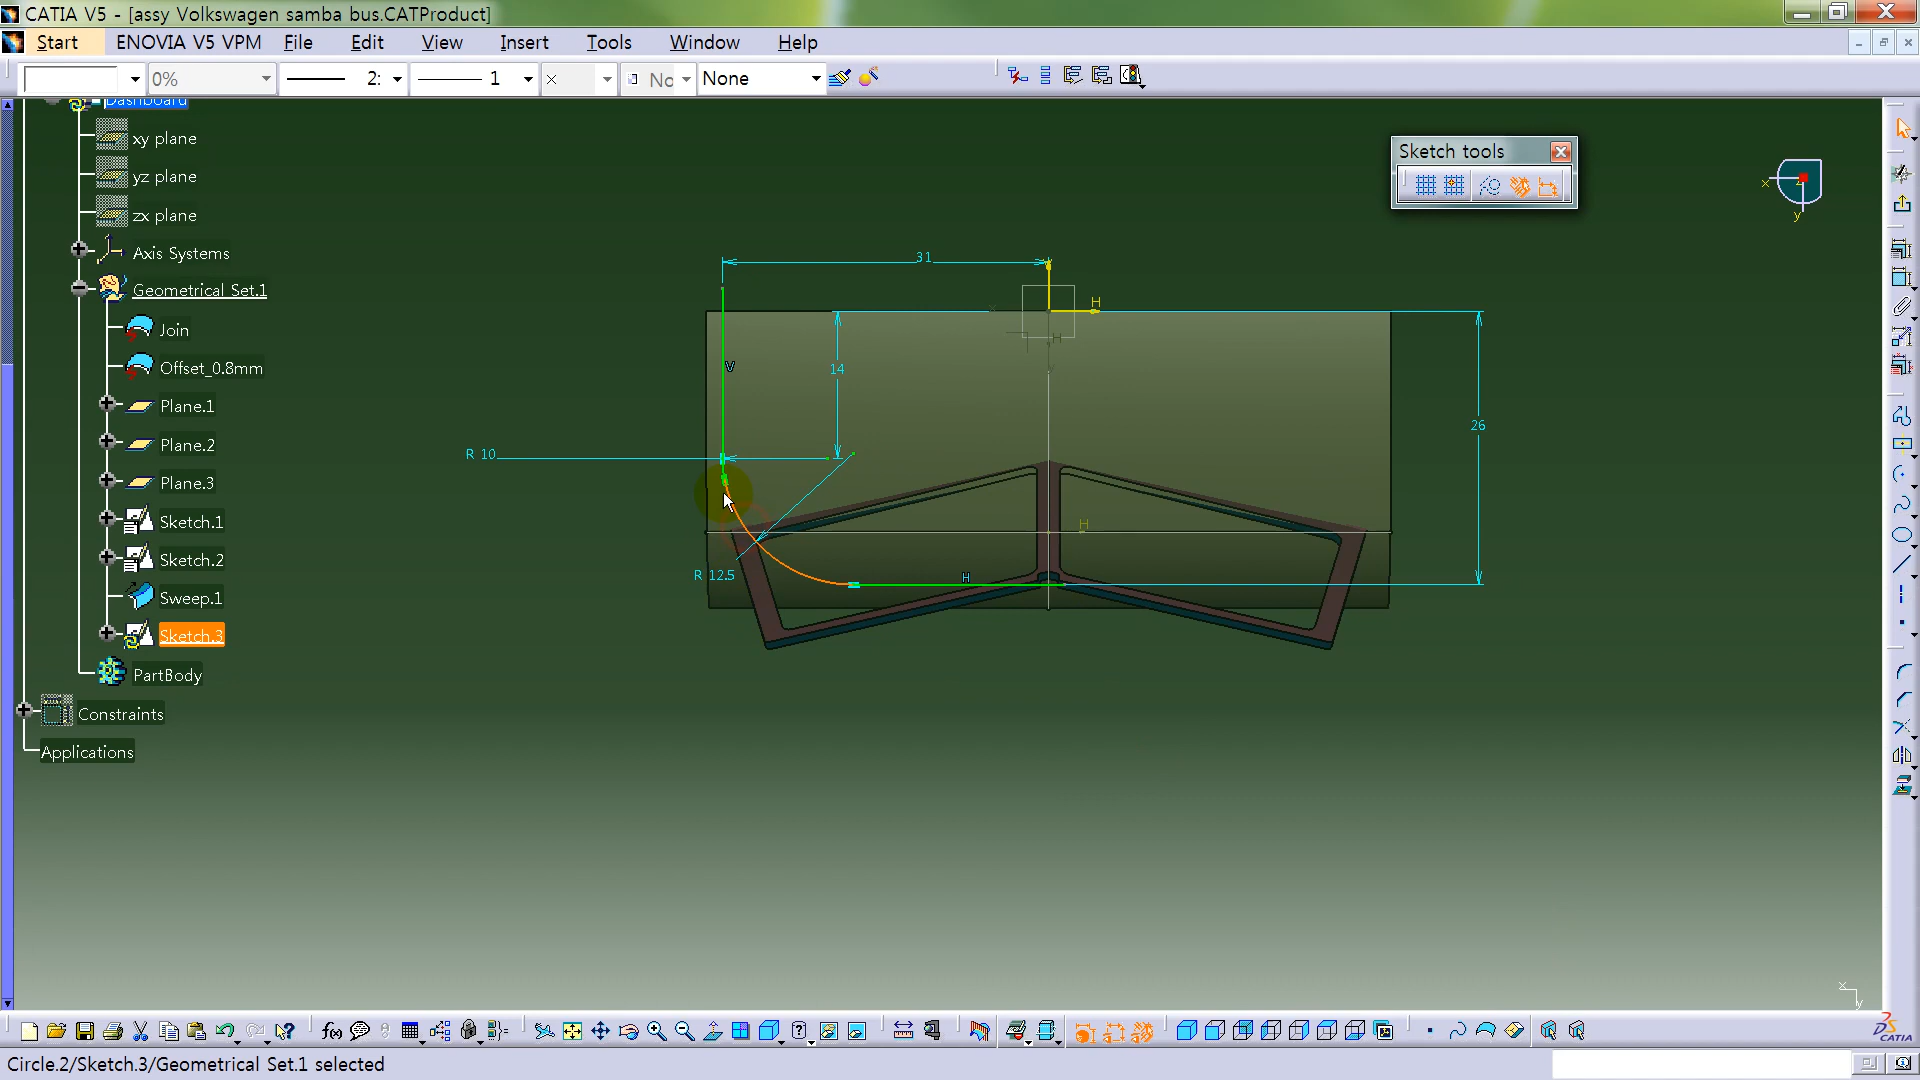 CATIA V5 - [assy Volkswagen samba bus.CATProduct]
Start ENOVIA V5 VPM File Edit View Insert Tools Window Help
0% 2: 1 No None
Dashboard
xy plane
yz plane
zx plane
Axis Systems
Geometrical Set.1
Join
Offset_0.8mm
Plane.1
Plane.2
Plane.3
Sketch.1
Sketch.2
Sweep.1
Sketch.3
PartBody
Constraints
Applications
Sketch tools
x
y
31
H
V
14
26
R 10
H
R 12.5
H
H
x
y
f(x)
CATIA
Circle.2/Sketch.3/Geometrical Set.1 selected